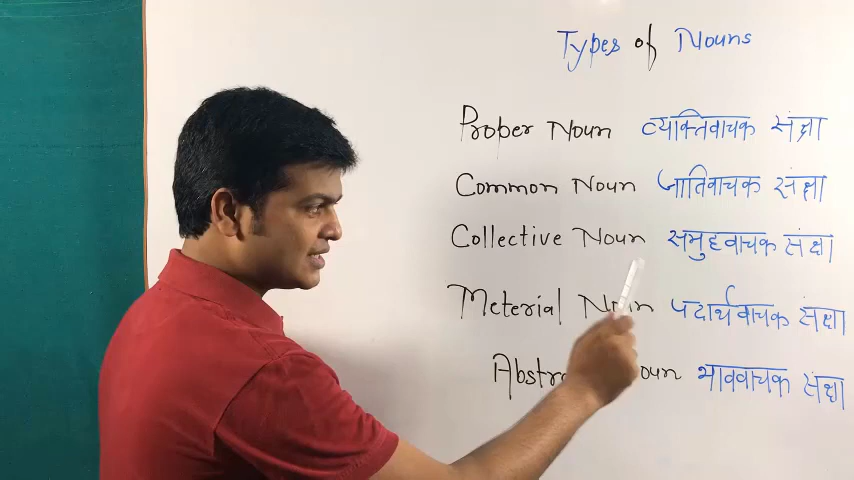 Types of Nouns
Proper Noun व्यक्तिवाचक संज्ञा
Common Noun जातिवाचक संज्ञा
Collective Noun समुहवाचक संज्ञा
Meterial Noun पदार्थवाचक संज्ञा
भाववाचक संज्ञा